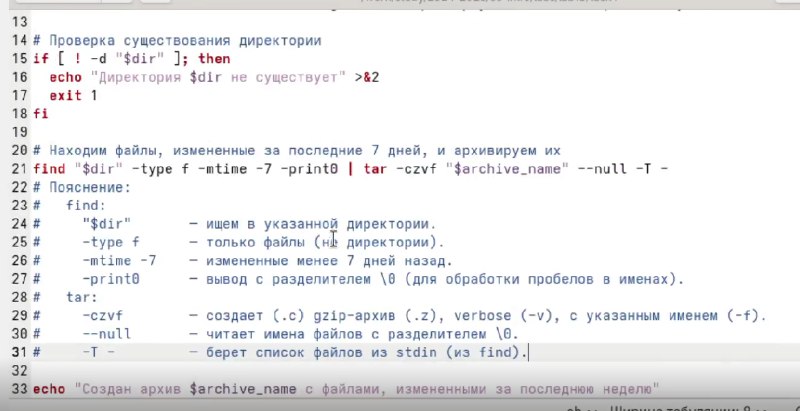 13
14 # Проверка существования директории
15 if [ ! -d "$dir" ]; then
16 echo "Директория $dir не существует" >&2
17 exit 1
18 fi
19
20 # Находим файлы, измененные за последние 7 дней, и архивируем их
21 find "$dir" -type f -mtime -7 -print0 | tar -czvf "$archive_name" --null -T -
22 # Пояснение:
23 # find:
24 # "$dir" – ищем в указанной директории.
25 # -type f – только файлы (не директории).
26 # -mtime -7 – измененные менее 7 дней назад.
27 # -print0 – вывод с разделителем \0 (для обработки пробелов в именах).
28 # tar:
29 # -czvf – создает (.c) gzip-архив (.z), verbose (-v), с указанным именем (-f).
30 # --null – читает имена файлов с разделителем \0.
31 # -T - – берет список файлов из stdin (из find).
32
33 echo "Создан архив $archive_name с файлами, измененными за последнюю неделю"